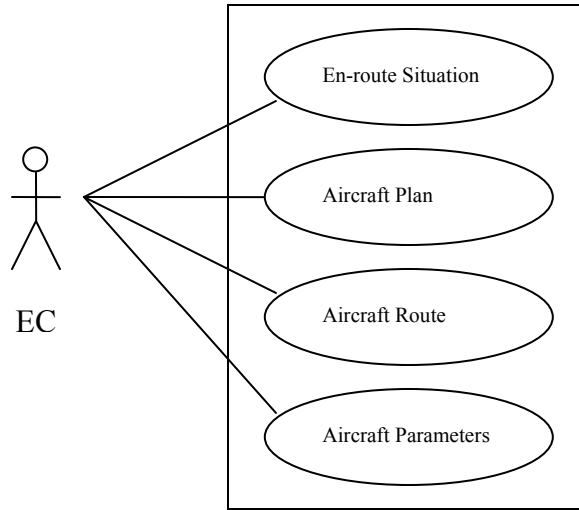 En-route Situation
Aircraft Plan
Aircraft Route
EC
Aircraft Parameters